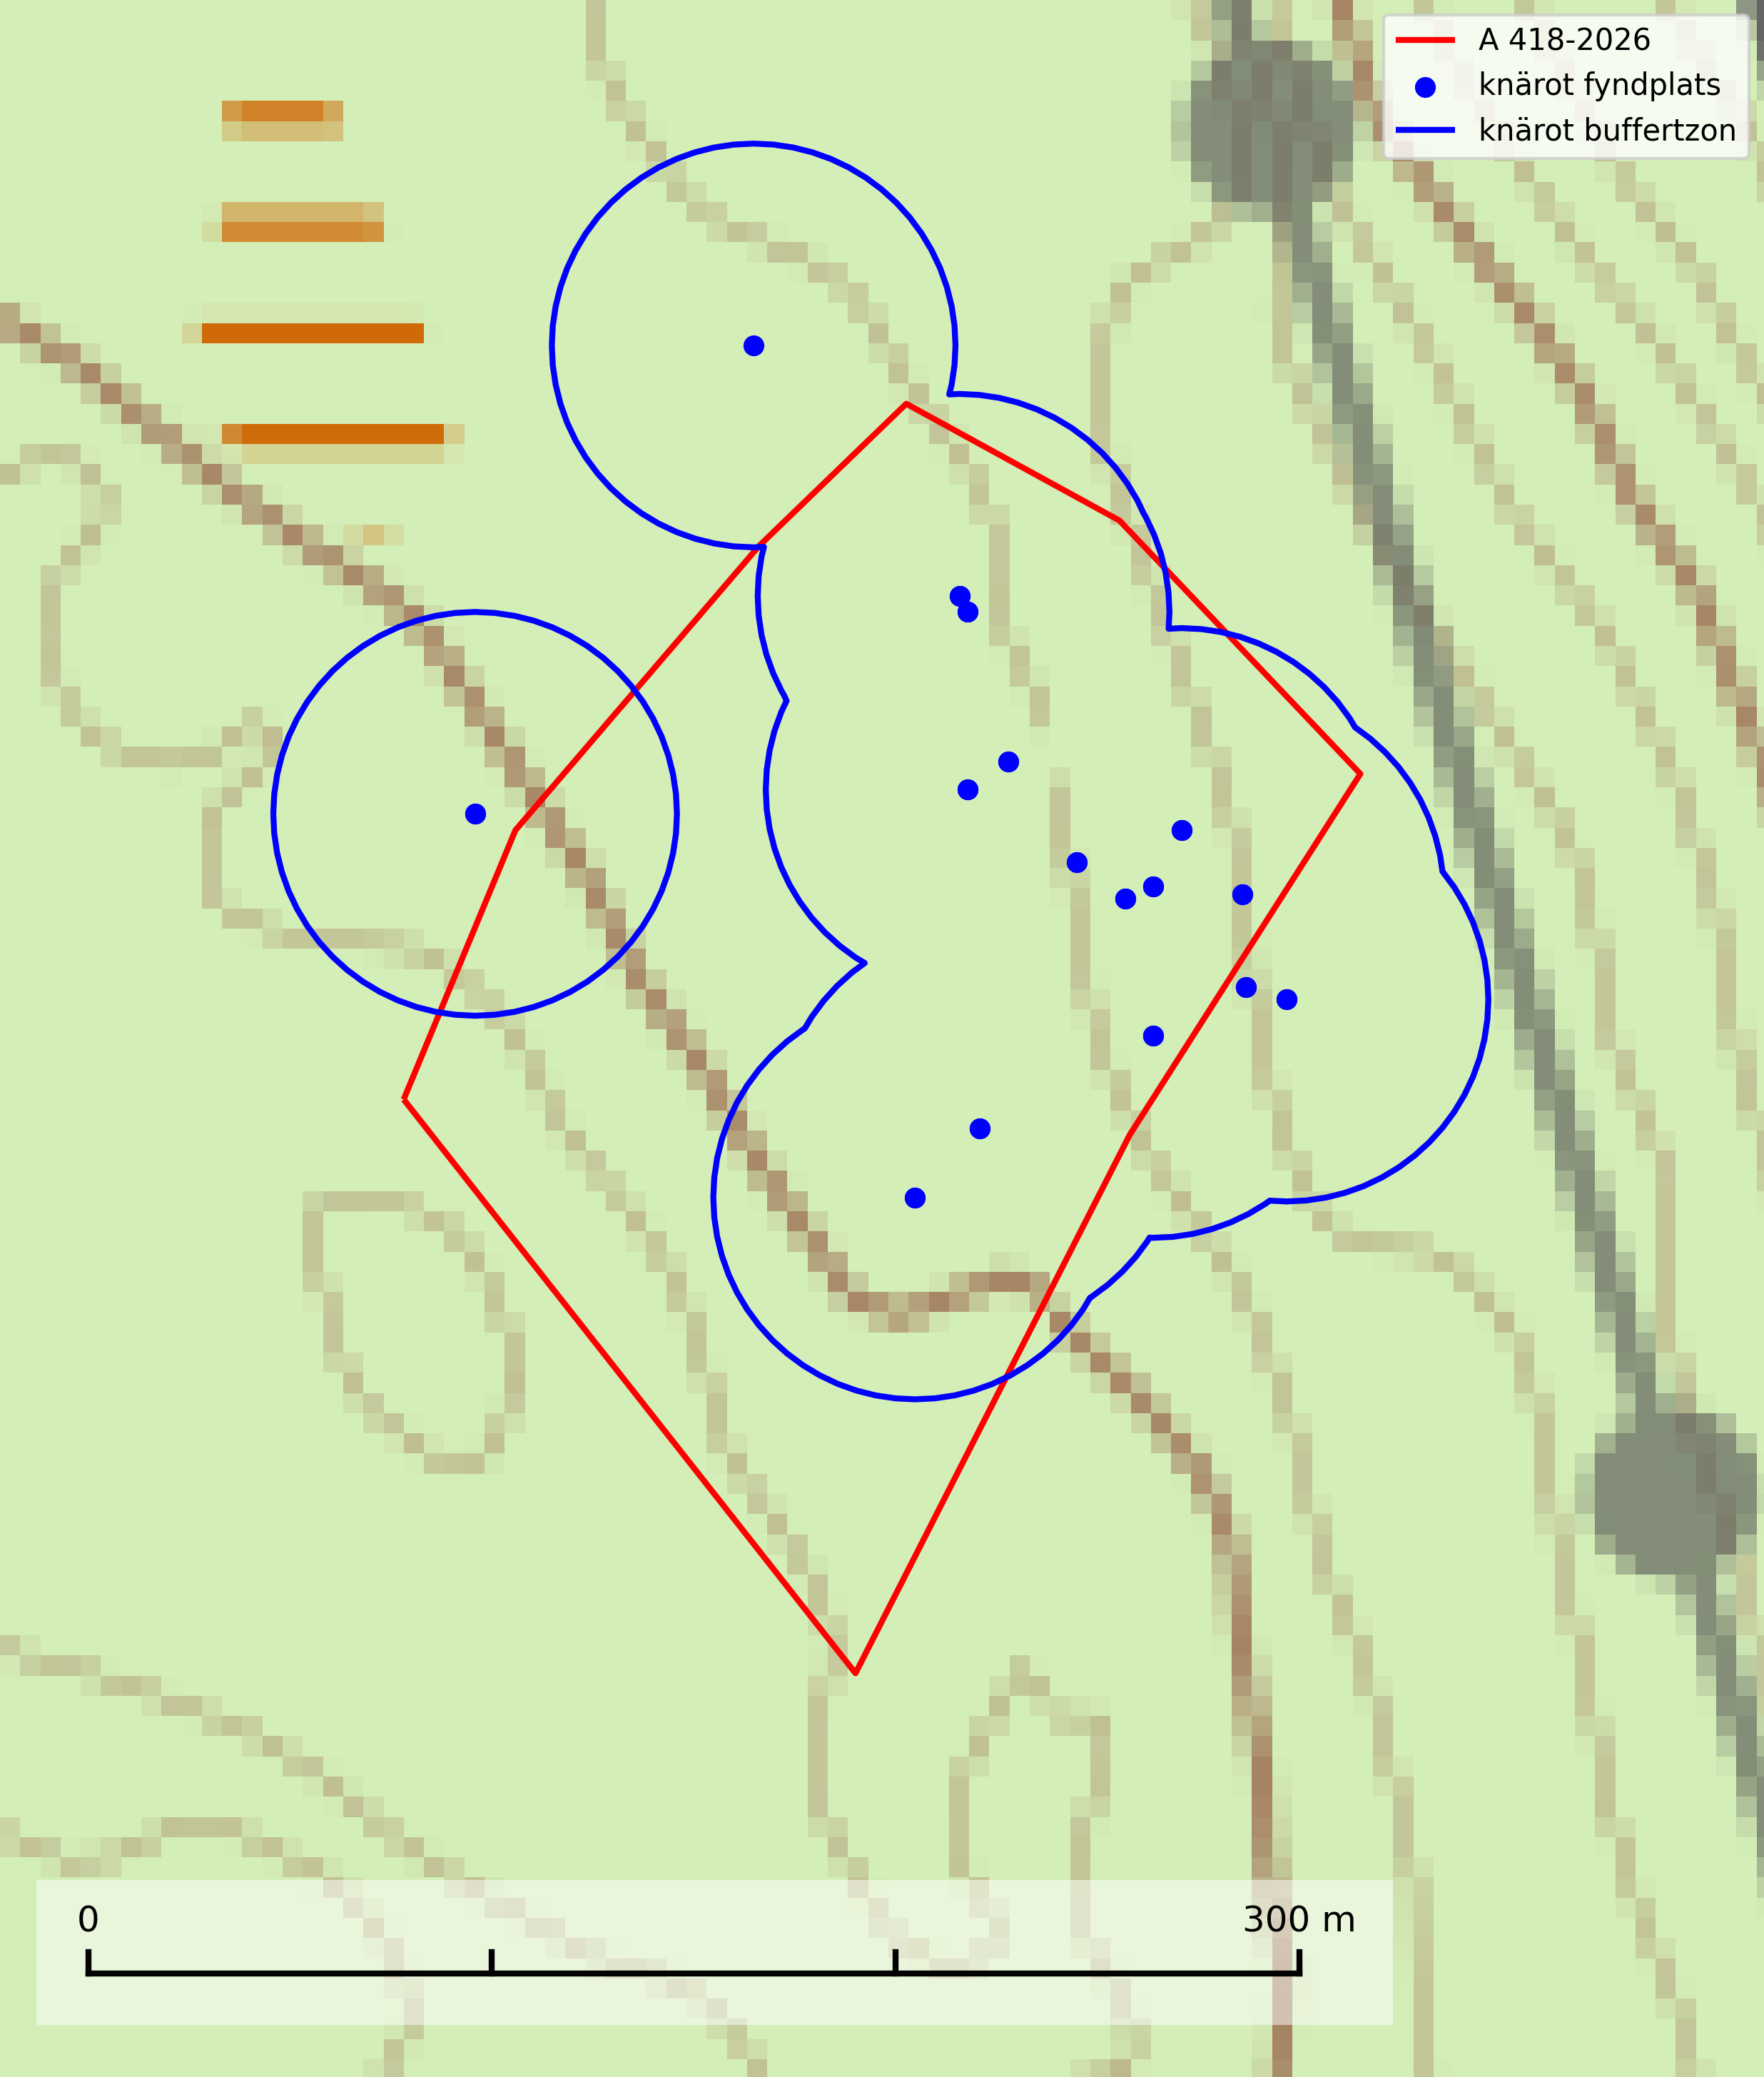 A 418-2026
knärot fyndplats
knärot buffertzon
0 300 m